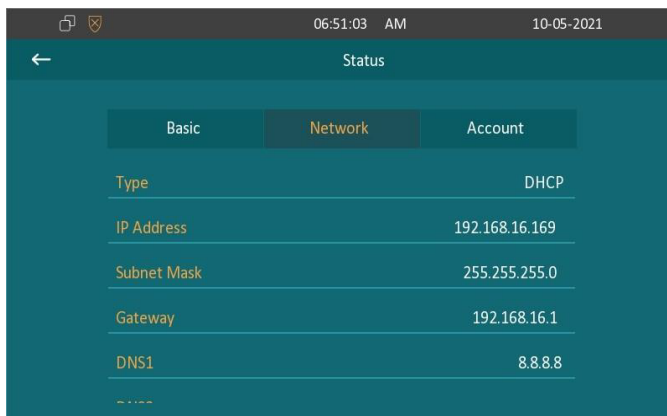 06:51:03 AM 10-05-2021
Status
Basic Network Account
Type DHCP
IP Address 192.168.16.169
Subnet Mask 255.255.255.0
Gateway 192.168.16.1
DNS1 8.8.8.8